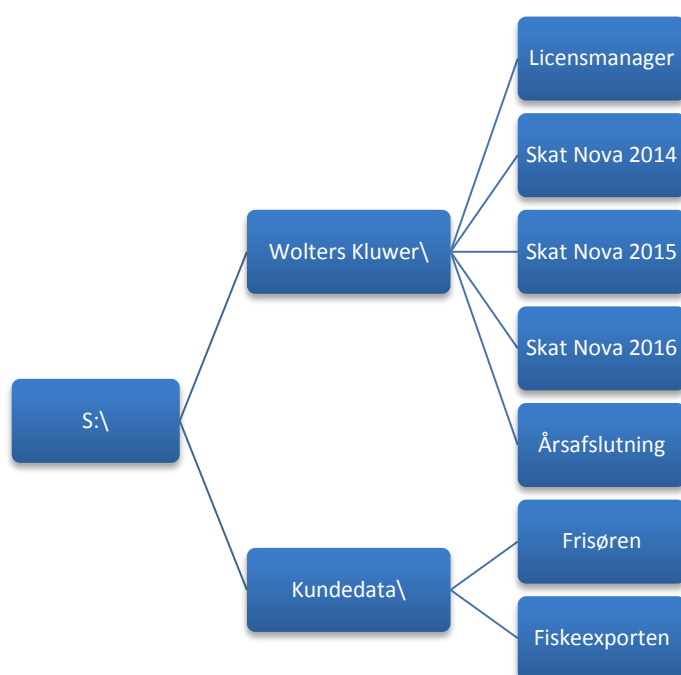 Licensmanager
Skat Nova 2014
Wolters Kluwer\
Skat Nova 2015
Skat Nova 2016
S:\
Årsafslutning
Frisøren
Kundedata\
Fiskeexporten